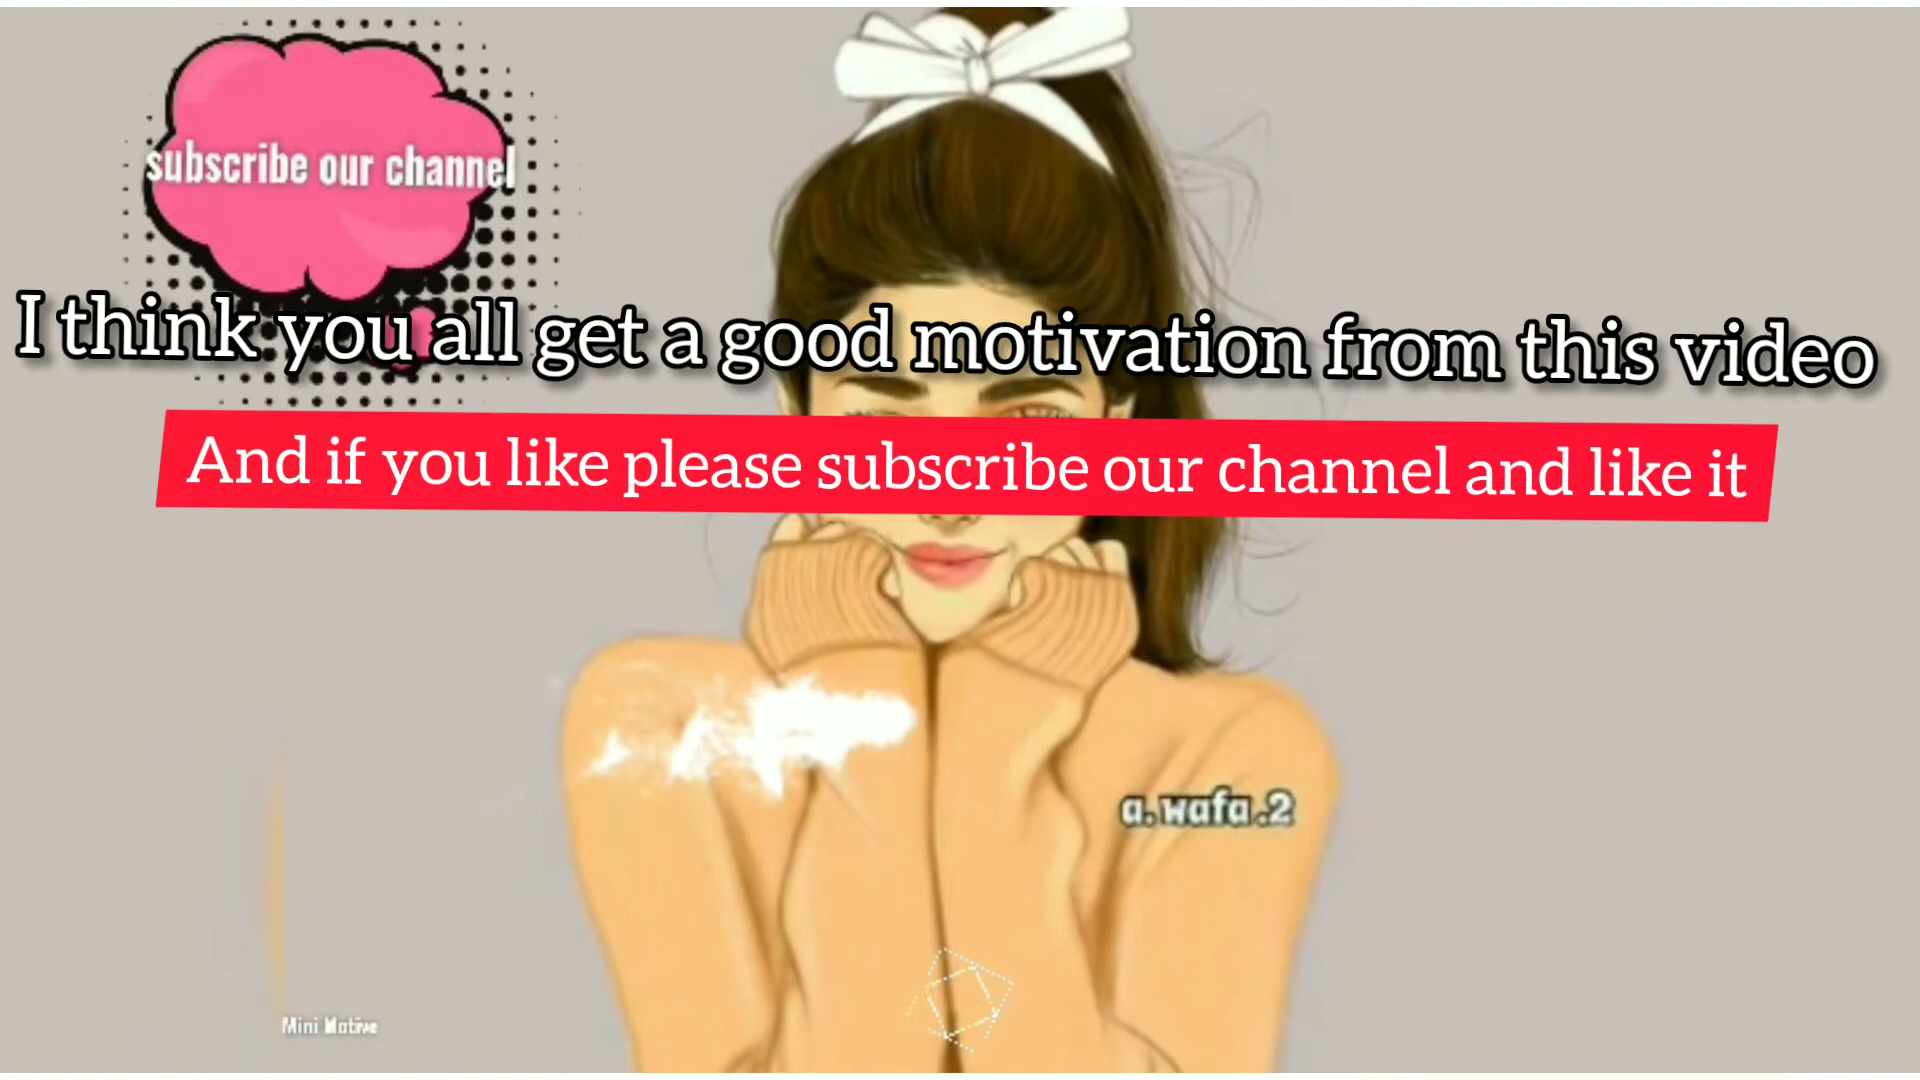 subscribe our channel
I think you all get a good motivation from this video
And if you like please subscribe our channel and like it
a. wafa .2
Mini Motive